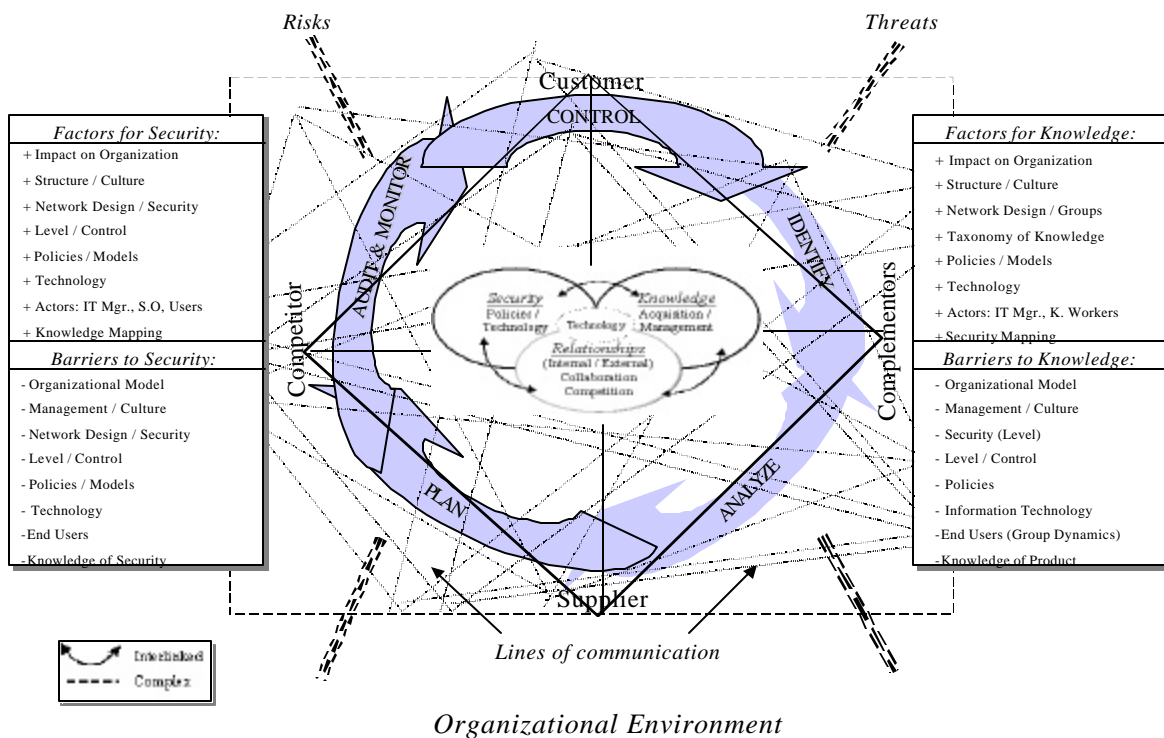 Risks
Threats
Customer
CONTROL
Factors for Security:
+ Impact on Organization
+ Structure / Culture
+ Network Design / Security
+ Level / Control
+ Policies / Models
+ Technology
+ Actors: IT Mgr., S.O, Users
+ Knowledge Mapping
Barriers to Security:
- Organizational Model
- Management / Culture
- Network Design / Security
- Level / Control
- Policies / Models
- Technology
-End Users
-Knowledge of Security
AUDIT & MONITOR
IDENTIFY
Competitor
Complementors
Security
Policies /
Technology
Technology
Knowledge
Acquisition /
Management
Relationships
(Internal / External)
Collaboration
Competition
PLAN
ANALYZE
Supplier
Factors for Knowledge:
+ Impact on Organization
+ Structure / Culture
+ Network Design / Groups
+ Taxonomy of Knowledge
+ Policies / Models
+ Technology
+ Actors: IT Mgr., K. Workers
+Security Mapping
Barriers to Knowledge:
- Organizational Model
- Management / Culture
- Security (Level)
- Level / Control
- Policies
- Information Technology
-End Users (Group Dynamics)
-Knowledge of Product
Lines of communication
Interlinked
Complex
Organizational Environment